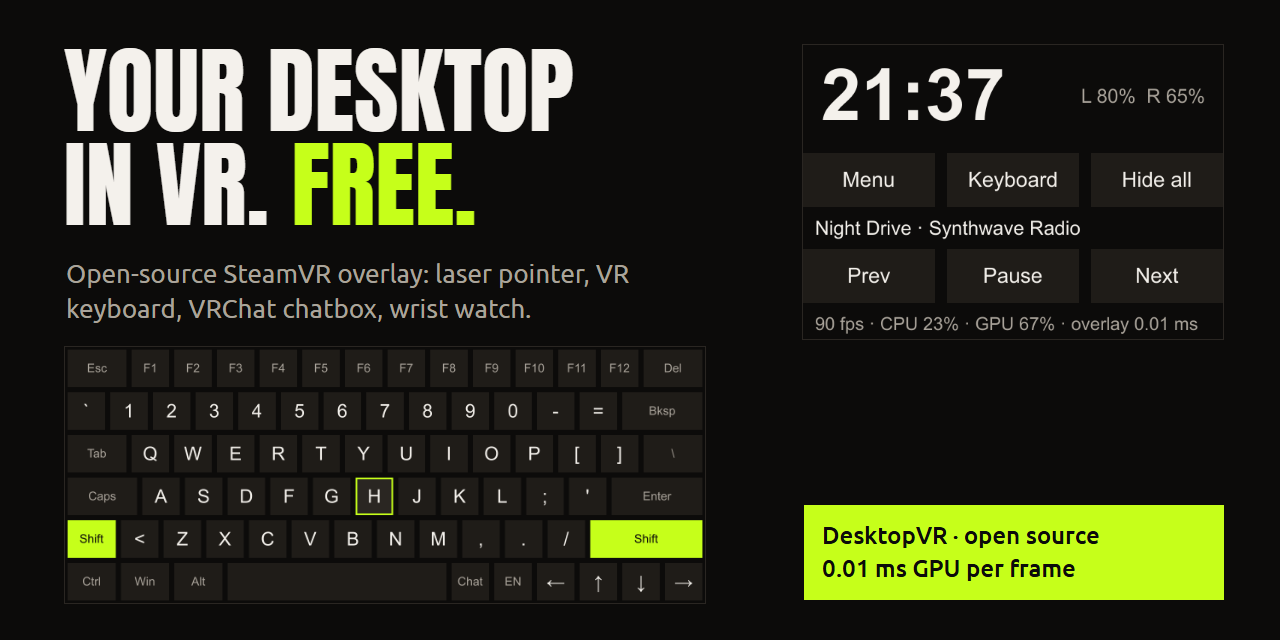 YOUR DESKTOP
IN VR. FREE.
Open-source SteamVR overlay: laser pointer, VR
keyboard, VRChat chatbox, wrist watch.
Esc F1 F2 F3 F4 F5 F6 F7 F8 F9 F10 F11 F12 Del
` 1 2 3 4 5 6 7 8 9 0 - = Bksp
Tab Q W E R T Y U I O P [ ] \
Caps A S D F G H J K L ; ' Enter
Shift < Z X C V B N M , . / Shift
Ctrl Win Alt Chat EN ← ↑ ↓ →
21:37 L 80% R 65%
Menu Keyboard Hide all
Night Drive · Synthwave Radio
Prev Pause Next
90 fps · CPU 23% · GPU 67% · overlay 0.01 ms
DesktopVR · open source
0.01 ms GPU per frame